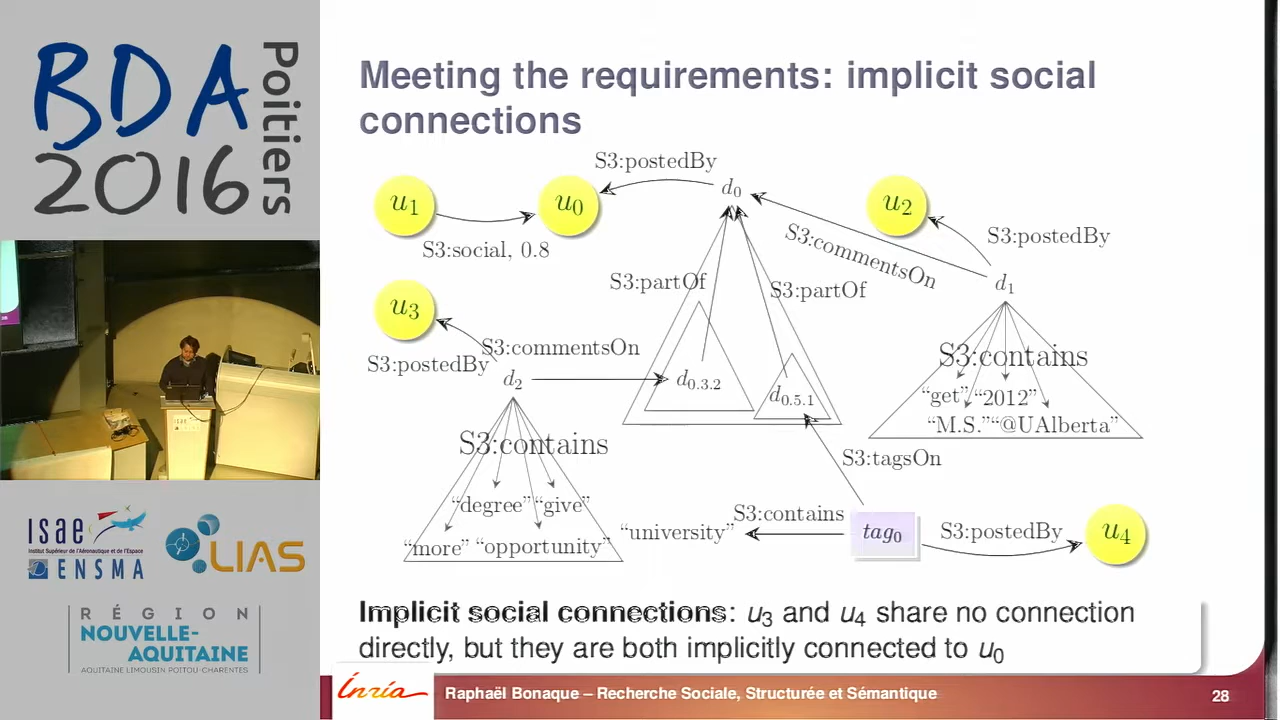 BDA
2016
Poitiers
isae
Institut Supérieur de l'Aéronautique et de l'Espace
ENSMA
LIAS
RÉGION
NOUVELLE-
AQUITAINE
AQUITAINE LIMOUSIN POITOU-CHARENTES
Meeting the requirements: implicit social
connections
S3:postedBy
d0
u1
u0
u2
S3:social, 0.8
S3:commentsOn
S3:postedBy
S3:partOf
S3:partOf
d1
u3
S3:postedBy
S3:commentsOn
d2
d0.3.2
d0.5.1
S3:contains
“get” “2012”
“M.S.” “@UAlberta”
S3:contains
“degree” “give”
“more” “opportunity”
S3:tagsOn
“university”
S3:contains
tag0
S3:postedBy
u4
Implicit social connections: u3 and u4 share no connection
directly, but they are both implicitly connected to u0
Inria
Raphaël Bonaque – Recherche Sociale, Structurée et Sémantique
28